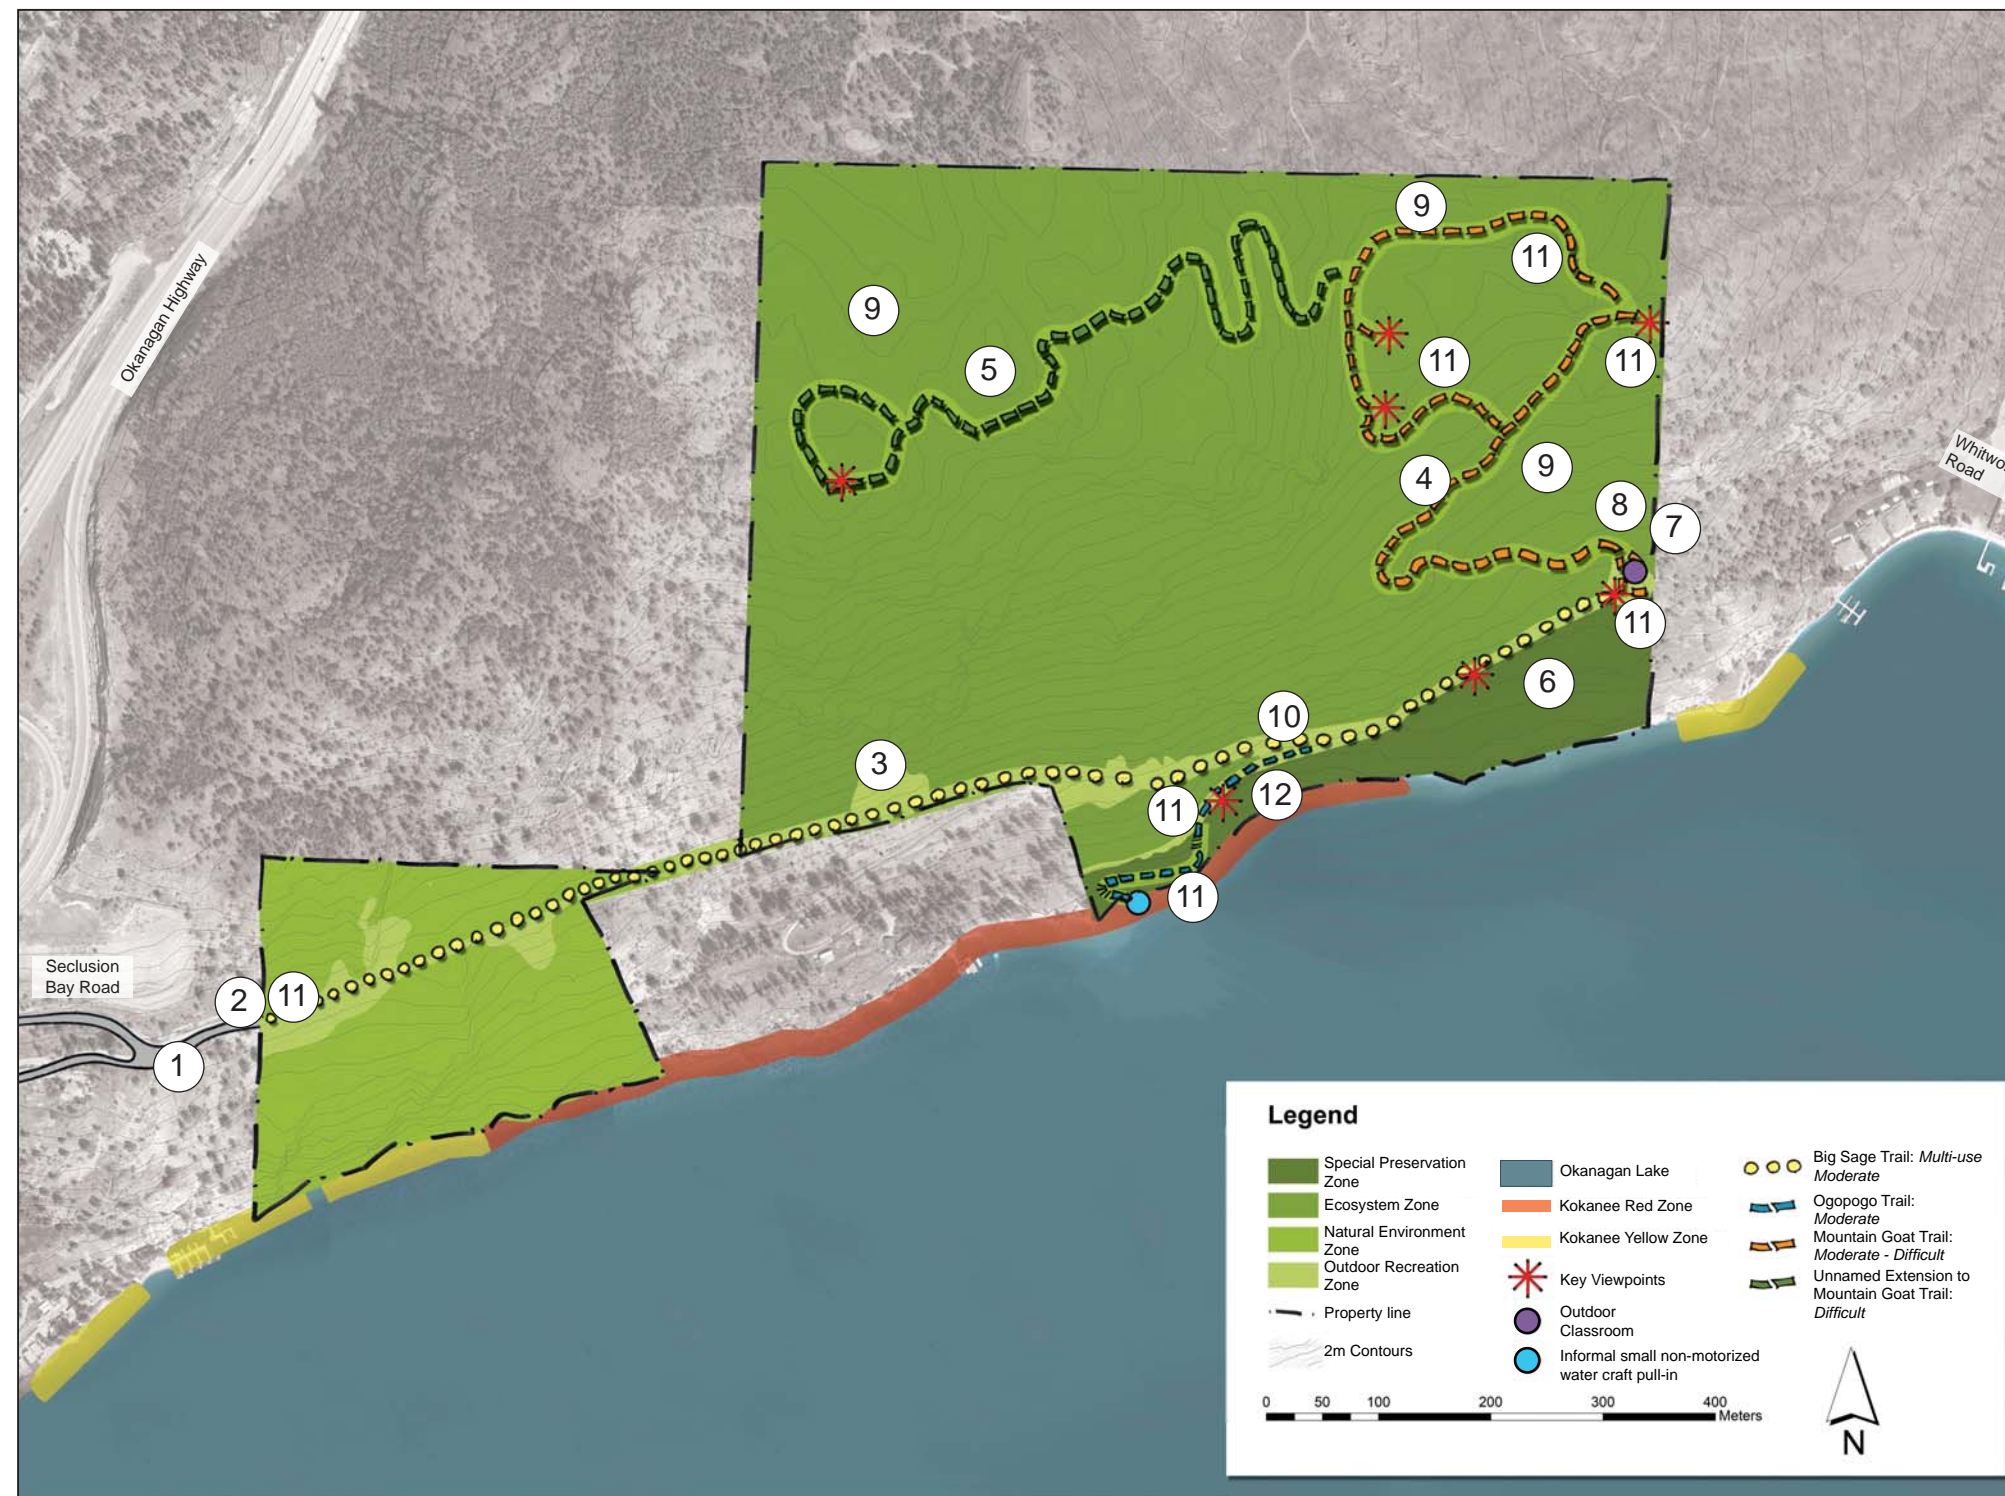 Okanagan Highway
9
11
9
5
11
11
4
9
8
7
Whitwo
Road
11
6
10
3
11
12
11
Seclusion
Bay Road
2
11
1
Legend
Special Preservation
Zone
Ecosystem Zone
Natural Environment
Zone
Outdoor Recreation
Zone
Property line
2m Contours
Okanagan Lake
Kokanee Red Zone
Kokanee Yellow Zone
Key Viewpoints
Outdoor
Classroom
Informal small non-motorized
water craft pull-in
Big Sage Trail: Multi-use
Moderate
Ogopogo Trail:
Moderate
Mountain Goat Trail:
Moderate - Difficult
Unnamed Extension to
Mountain Goat Trail:
Difficult
0 50 100 200 300 400
Meters
N